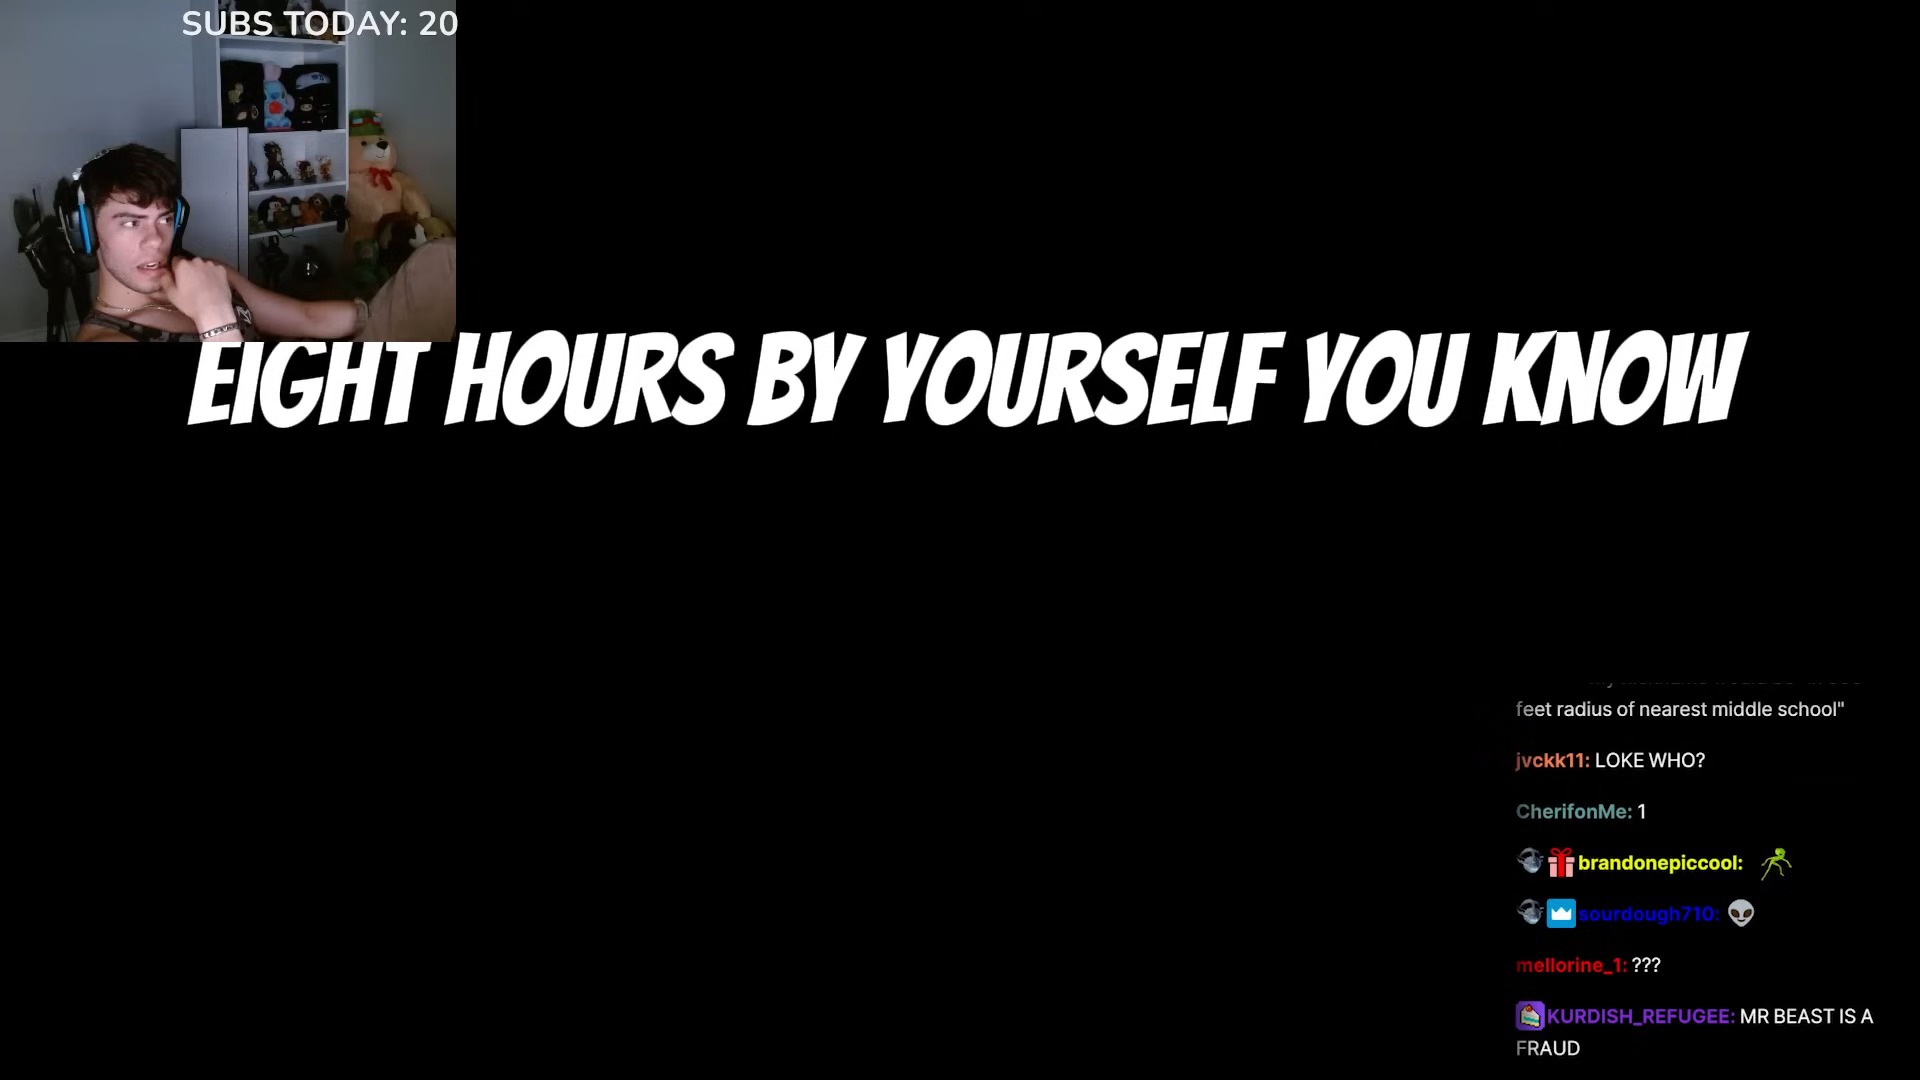 SUBS TODAY: 20
EIGHT HOURS BY YOURSELF YOU KNOW
feet radius of nearest middle school"
jvckk11: LOKE WHO?
CherifonMe: 1
brandonepiccool:
sourdough710: 👽
mellorine_1: ???
KURDISH_REFUGEE: MR BEAST IS A
FRAUD